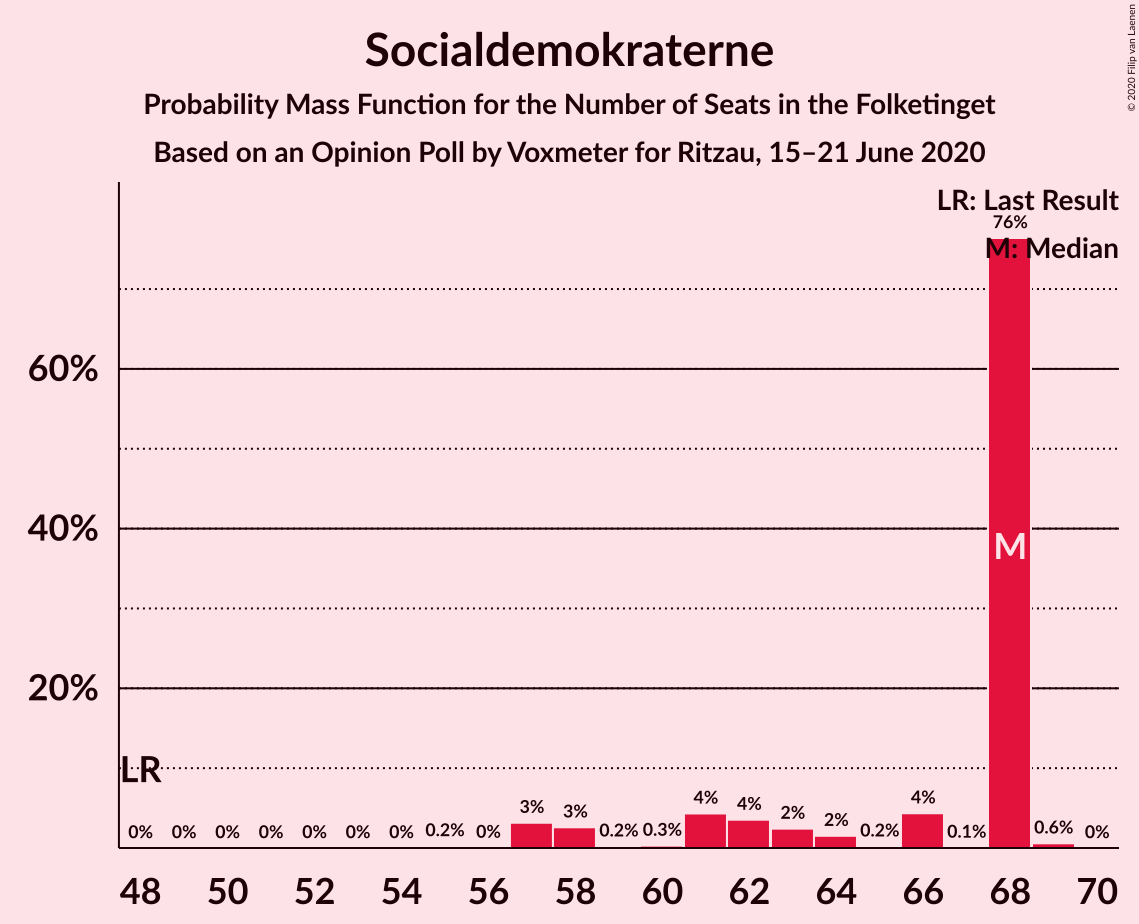 Socialdemokraterne
Probability Mass Function for the Number of Seats in the Folketinget
Based on an Opinion Poll by Voxmeter for Ritzau, 15–21 June 2020
© 2020 Filip van Laenen
LR: Last Result
76%
M: Median
60%
40%
M
20%
LR
0% 0% 0% 0% 0% 0% 0% 0.2% 0% 3% 3% 0.2% 0.3% 4% 4% 2% 2% 0.2% 4% 0.1% 0.6% 0%
48 50 52 54 56 58 60 62 64 66 68 70